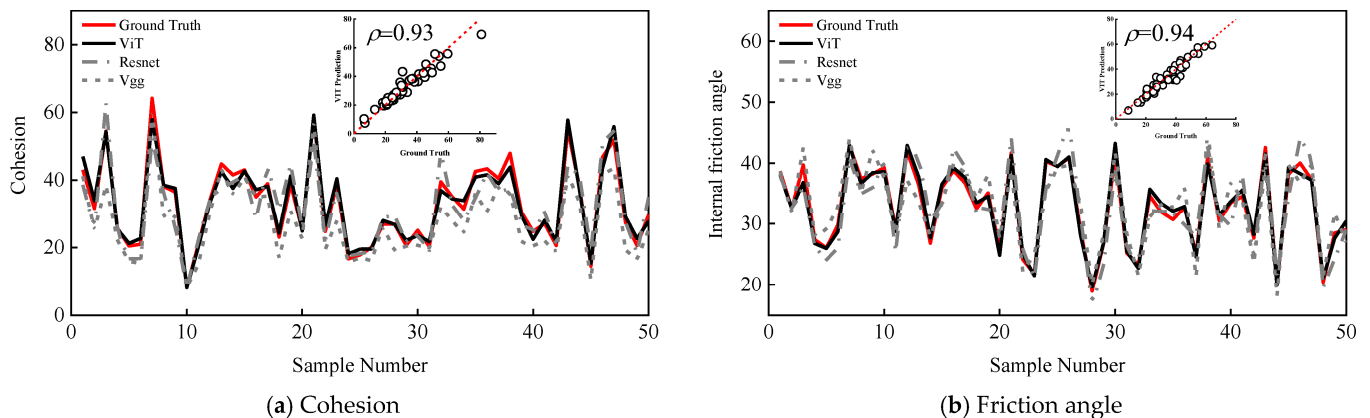 80
60
40
20
0
Cohesion
0
10
20
30
40
50
Sample Number
Ground Truth
ViT
Resnet
Vgg
ρ=0.93
80
60
40
20
0
ViT Prediction
20
40
60
80
Ground Truth
(a) Cohesion
60
50
40
30
20
Internal friction angle
0
10
20
30
40
50
Sample Number
Ground Truth
ViT
Resnet
Vgg
ρ=0.94
80
60
40
20
0
ViT Prediction
20
40
60
80
Ground Truth
(b) Friction angle